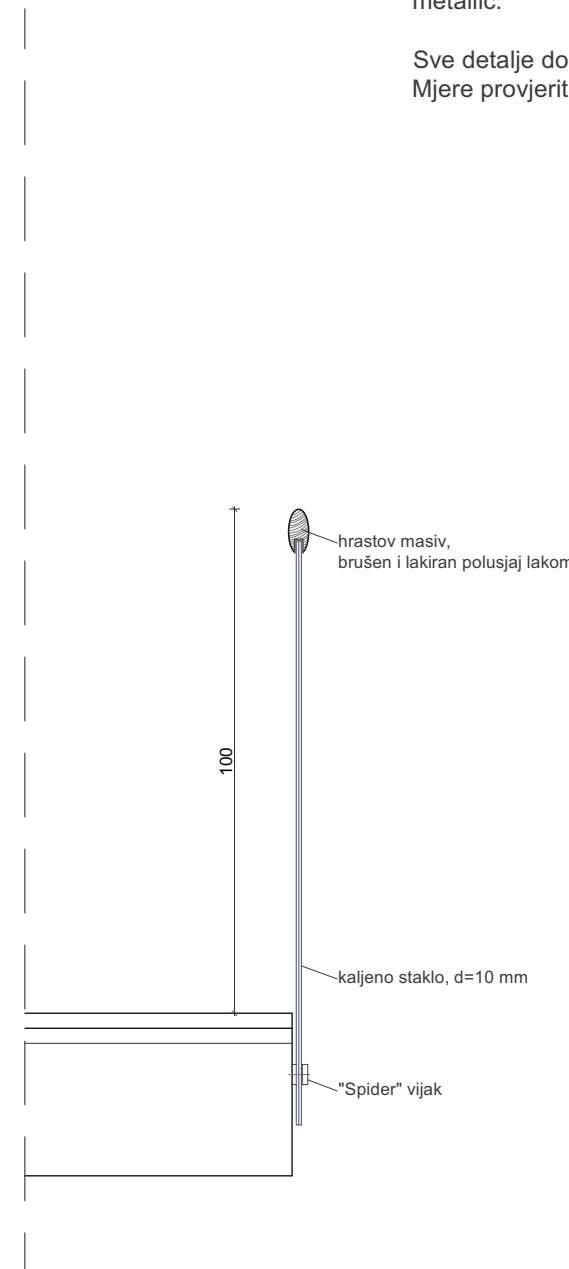 metallic.
Sve detalje do
Mjere provjerit
hrastov masiv,
brušen i lakiran polusjaj lakom
100
kaljeno staklo, d=10 mm
"Spider" vijak